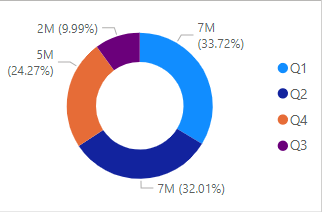 2M (9.99%)
7M
(33.72%)
5M
(24.27%)
7M (32.01%)
Q1
Q2
Q4
Q3